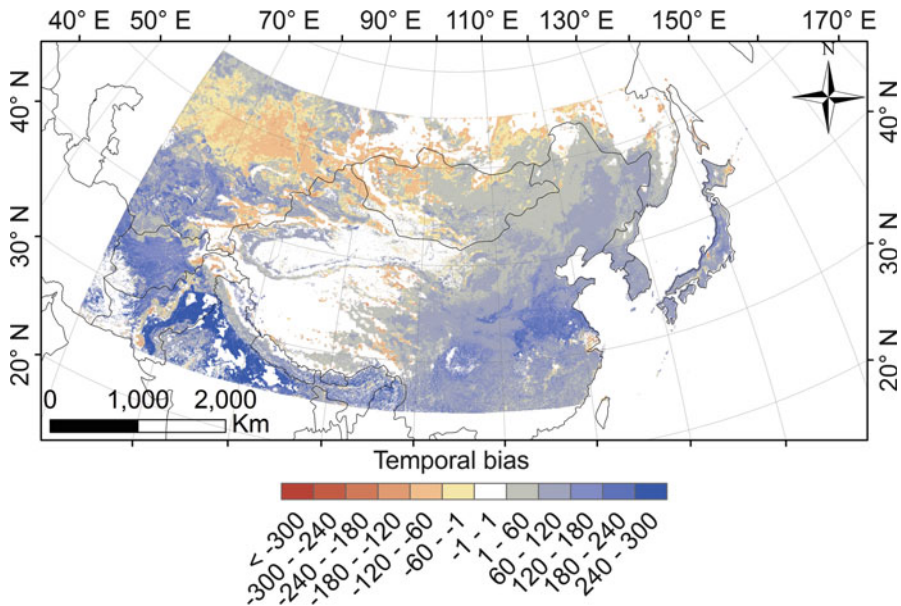 40° E 50° E 70° E 90° E 110° E 130° E 150° E 170° E
N
40° N
30° N
20° N
40° N
30° N
20° N
0 1,000 2,000
Km
Temporal bias
< -300
-300 - -240
-240 - -180
-180 - -120
-120 - -60
-60 - -1
-1 - 1
1 - 60
60 - 120
120 - 180
180 - 240
240 - 300